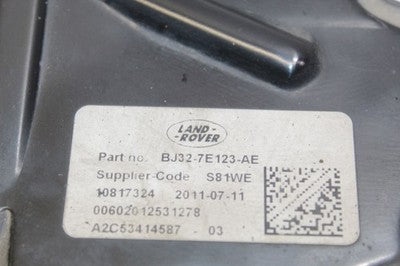 LAND-
ROVER
Part no: BJ32-7E123-AE
Supplier-Code S81WE
10817324 2011-07-11
00602012531278
A2C53414587 - 03